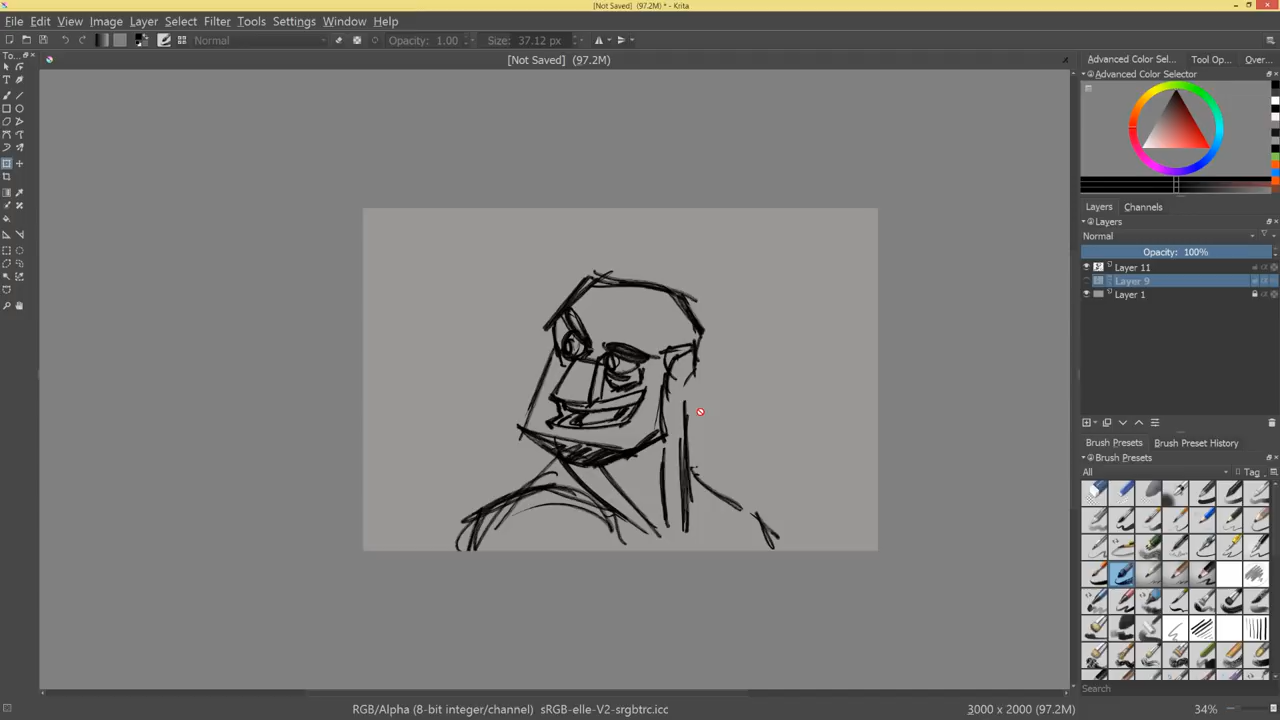 [Not Saved] (97.2M) * - Krita
File Edit View Image Layer Select Filter Tools Settings Window Help
Normal Opacity: 1.00 Size: 37.12 px
To...
[Not Saved] (97.2M)
Advanced Color Sel... Tool Op... Over...
Advanced Color Selector
Layers Channels
Layers
Normal
Opacity: 100%
Layer 11
Layer 9
Layer 1
Brush Presets Brush Preset History
Brush Presets
All Tag
Search
RGB/Alpha (8-bit integer/channel) sRGB-elle-V2-srgbtrc.icc 3000 x 2000 (97.2M) 34%